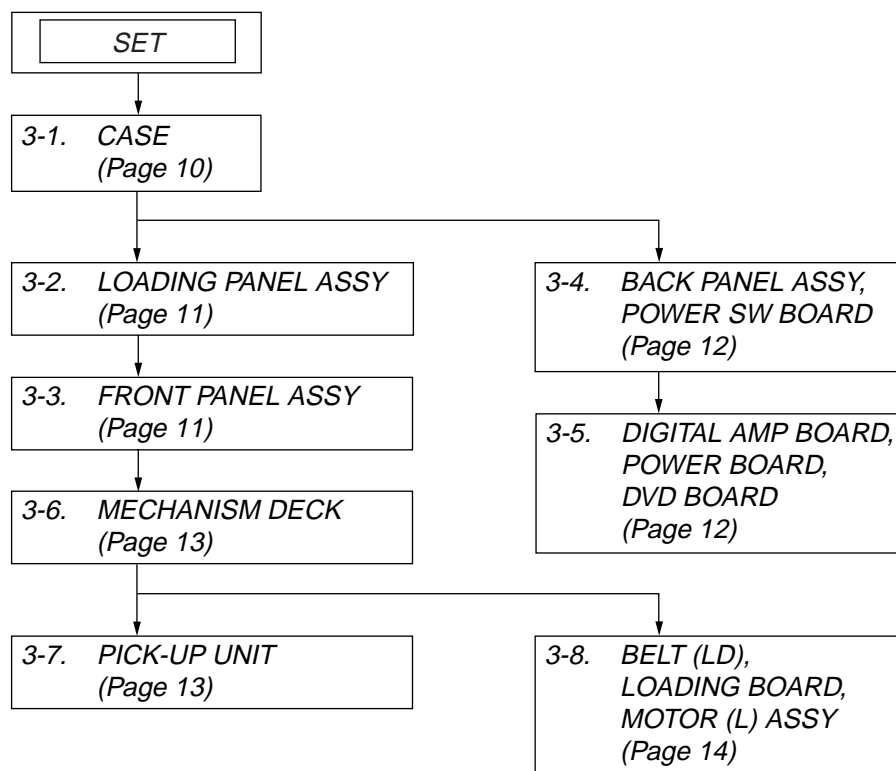 SET
3-1. CASE
(Page 10)
3-2. LOADING PANEL ASSY
(Page 11)
3-4. BACK PANEL ASSY,
POWER SW BOARD
(Page 12)
3-3. FRONT PANEL ASSY
(Page 11)
3-5. DIGITAL AMP BOARD,
POWER BOARD,
DVD BOARD
(Page 12)
3-6. MECHANISM DECK
(Page 13)
3-7. PICK-UP UNIT
(Page 13)
3-8. BELT (LD),
LOADING BOARD,
MOTOR (L) ASSY
(Page 14)